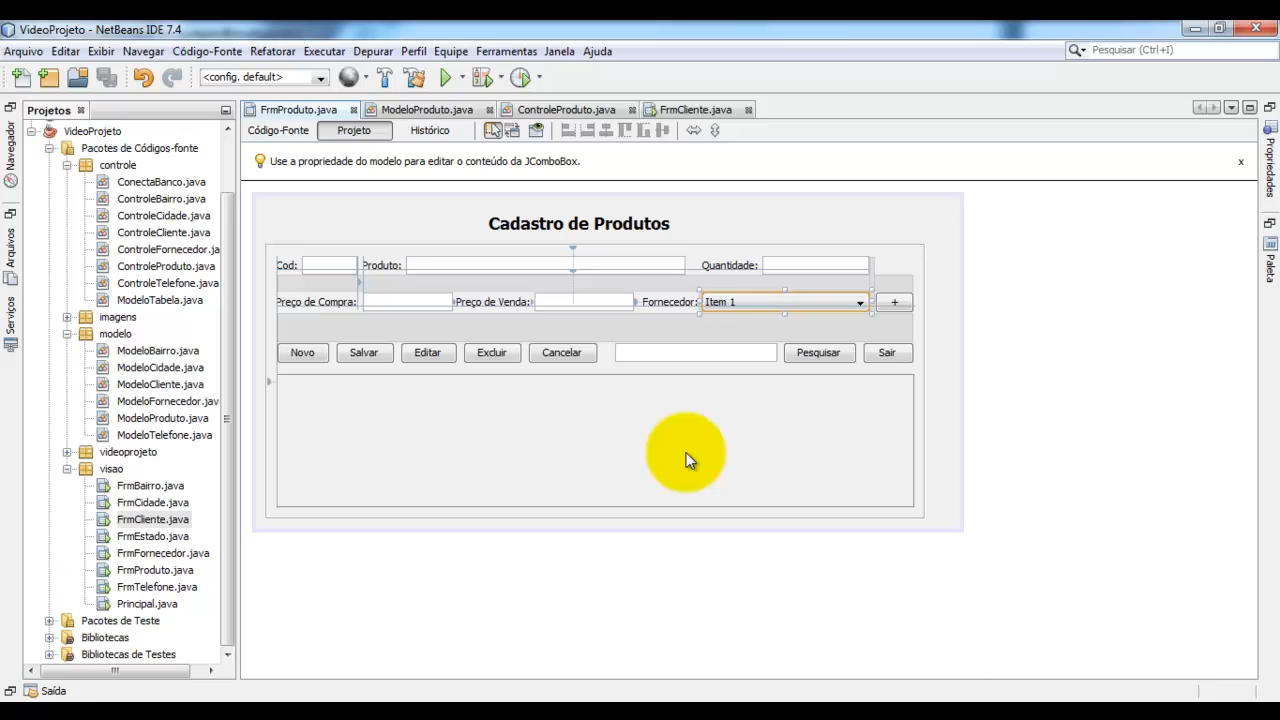 VideoProjeto - NetBeans IDE 7.4
Arquivo Editar Exibir Navegar Código-Fonte Refatorar Executar Depurar Perfil Equipe Ferramentas Janela Ajuda
Pesquisar (Ctrl+I)
<config. default>
Projetos
FrmProduto.java ModeloProduto.java ControleProduto.java FrmCliente.java
Código-Fonte Projeto Histórico
Use a propriedade do modelo para editar o conteúdo da JComboBox.
x
Navegador
Arquivos
Serviços
VideoProjeto
Pacotes de Códigos-fonte
controle
ConectaBanco.java
ControleBairro.java
ControleCidade.java
ControleCliente.java
ControleFornecedor.ja
ControleProduto.java
ControleTelefone.java
ModeloTabela.java
imagens
modelo
ModeloBairro.java
ModeloCidade.java
ModeloCliente.java
ModeloFornecedor.jav
ModeloProduto.java
ModeloTelefone.java
videoprojeto
visao
FrmBairro.java
FrmCidade.java
FrmCliente.java
FrmEstado.java
FrmFornecedor.java
FrmProduto.java
FrmTelefone.java
Principal.java
Pacotes de Teste
Bibliotecas
Bibliotecas de Testes
Cadastro de Produtos
Cod: Produto: Quantidade:
Preço de Compra: Preço de Venda: Fornecedor: Item 1 +
Novo Salvar Editar Excluir Cancelar Pesquisar Sair
Propriedades
Paleta
Saída